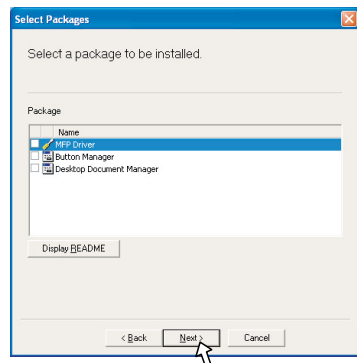 Select Packages
Select a package to be installed.
Package
Name
MFP Driver
Button Manager
Desktop Document Manager
Display README
< Back Next > Cancel